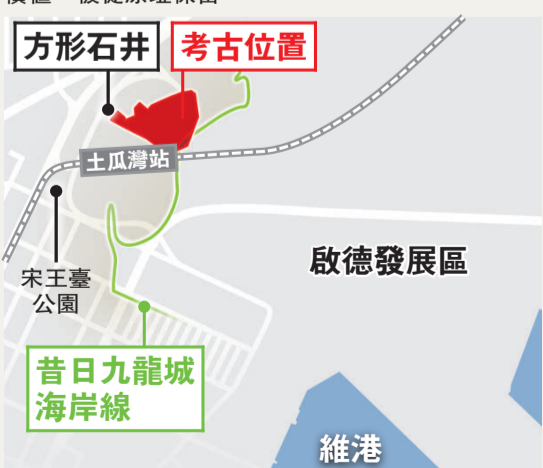 方形石井
考古位置
土瓜灣站
宋王臺
公園
啟德發展區
昔日九龍城
海岸線
維港